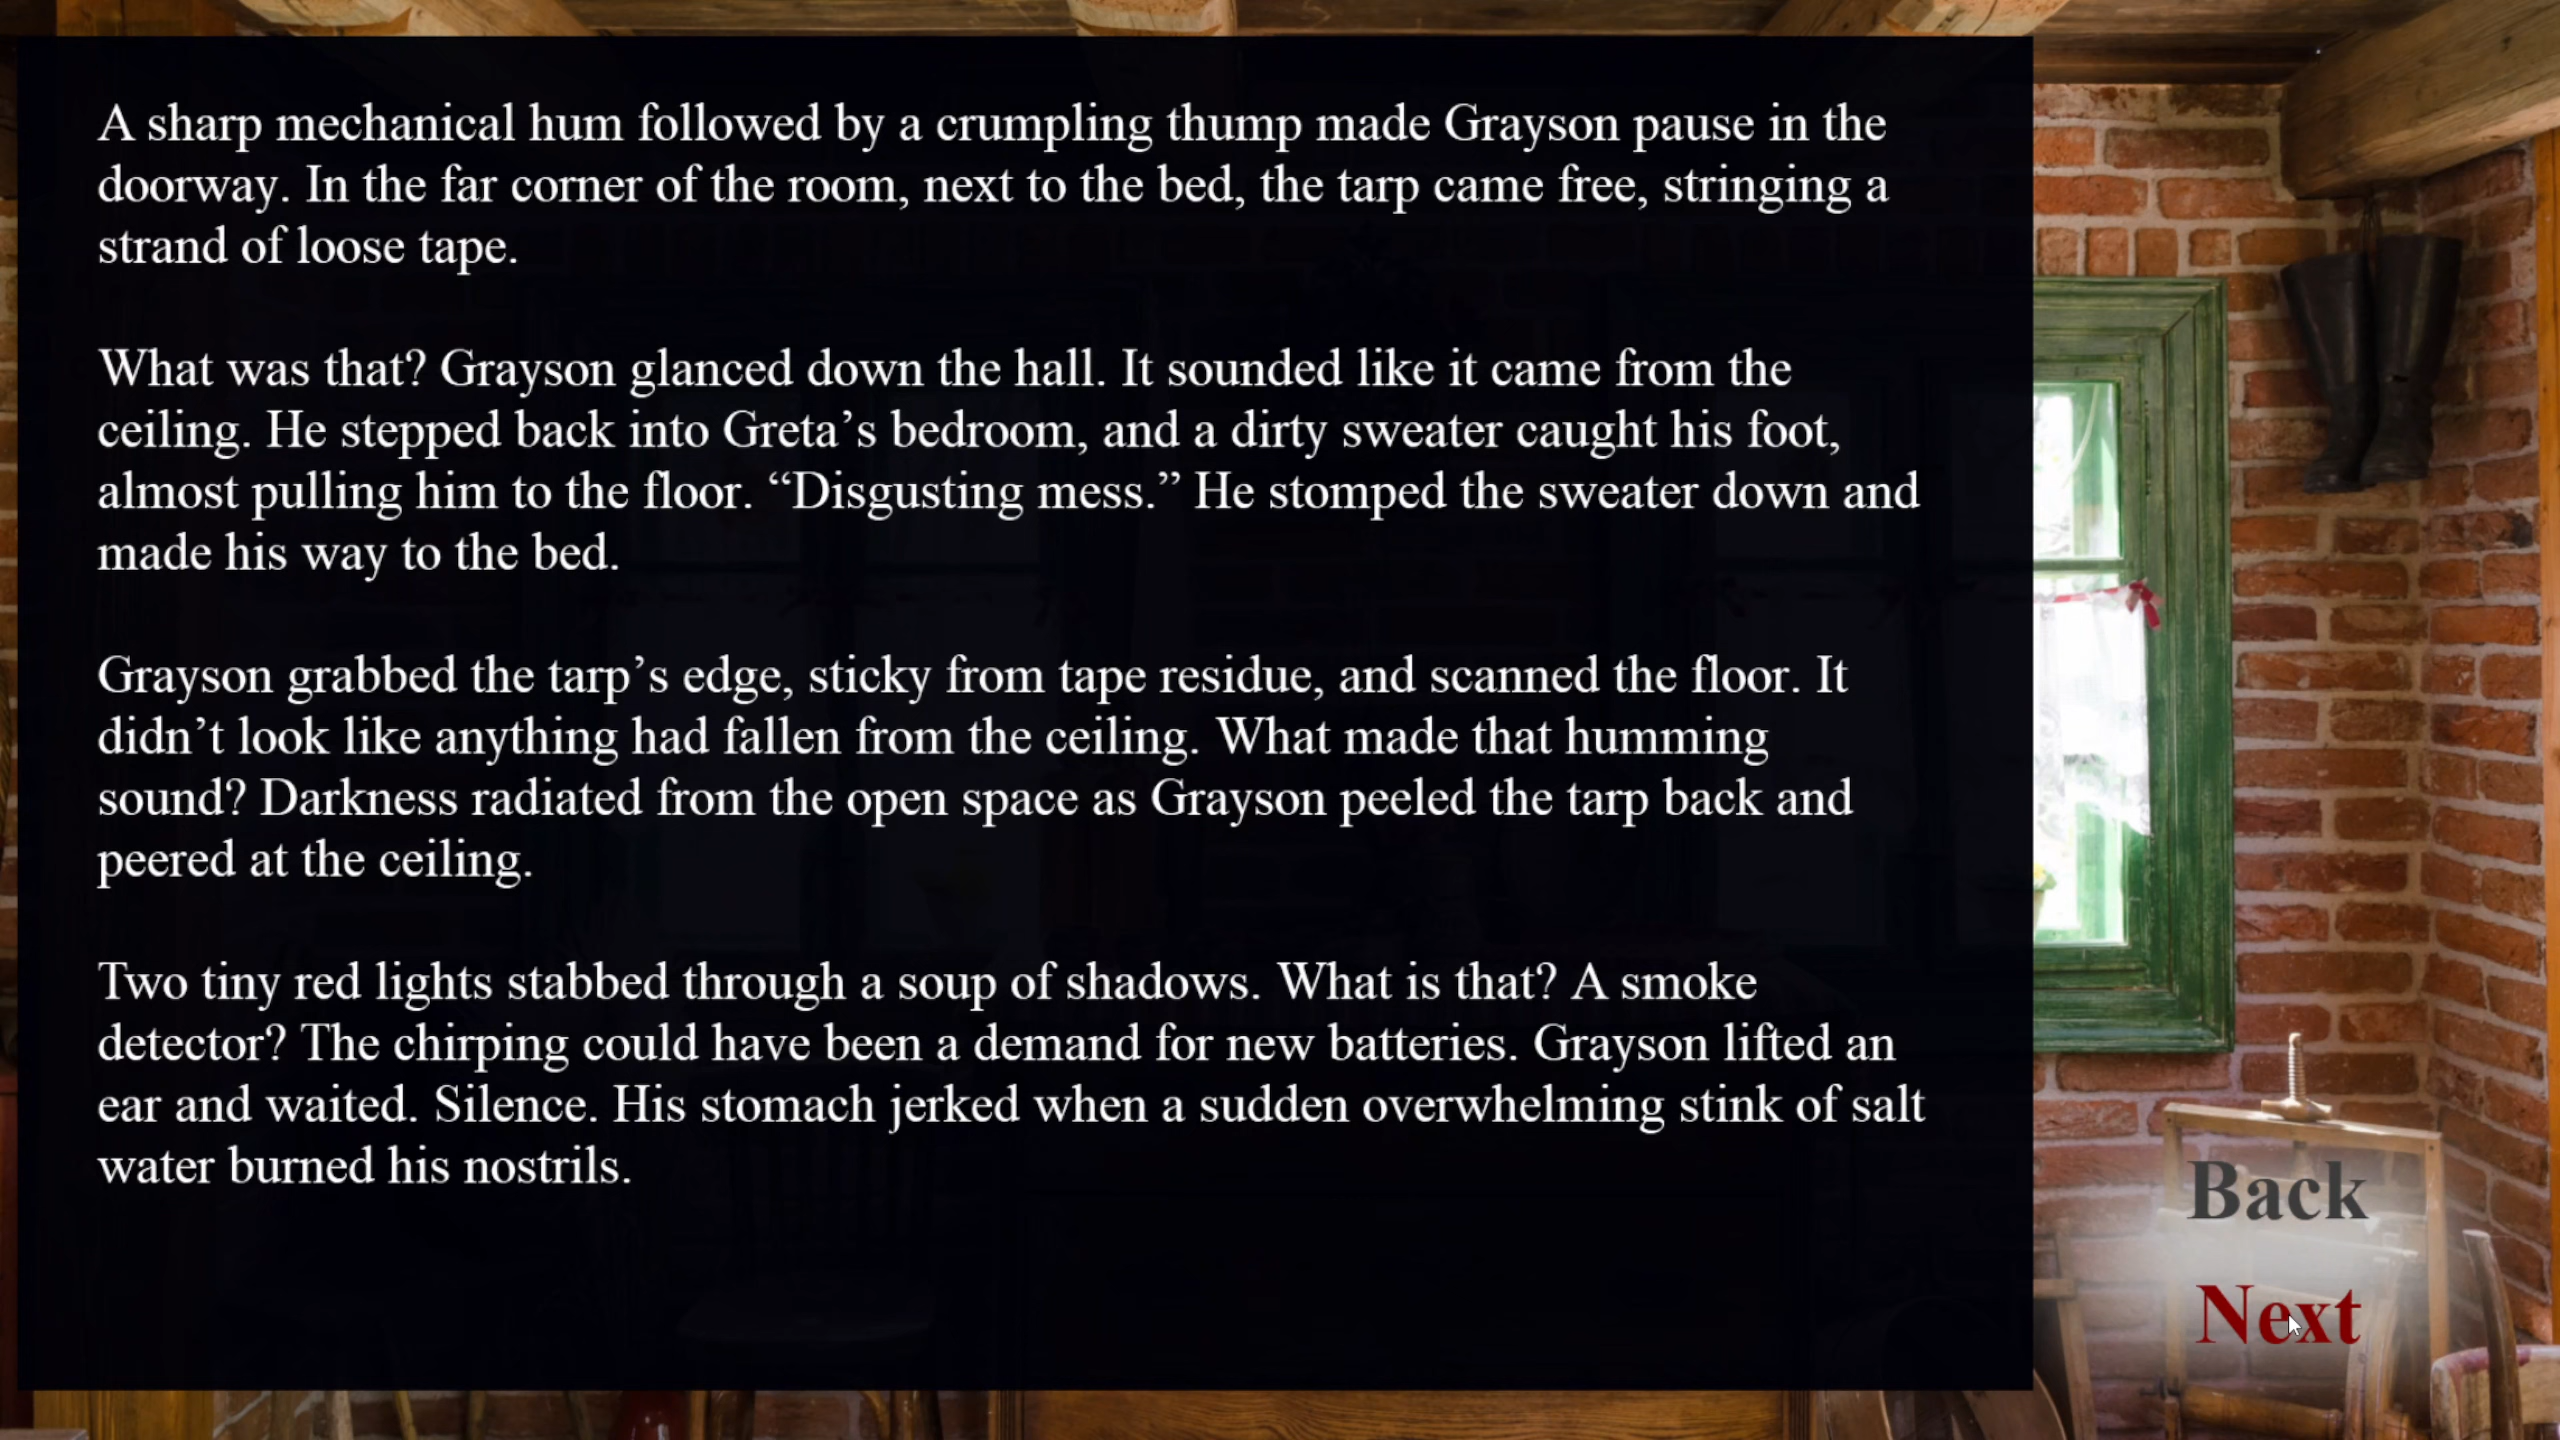 A sharp mechanical hum followed by a crumpling thump made Grayson pause in the
doorway. In the far corner of the room, next to the bed, the tarp came free, stringing a
strand of loose tape.
What was that? Grayson glanced down the hall. It sounded like it came from the
ceiling. He stepped back into Greta’s bedroom, and a dirty sweater caught his foot,
almost pulling him to the floor. “Disgusting mess.” He stomped the sweater down and
made his way to the bed.
Grayson grabbed the tarp’s edge, sticky from tape residue, and scanned the floor. It
didn’t look like anything had fallen from the ceiling. What made that humming
sound? Darkness radiated from the open space as Grayson peeled the tarp back and
peered at the ceiling.
Two tiny red lights stabbed through a soup of shadows. What is that? A smoke
detector? The chirping could have been a demand for new batteries. Grayson lifted an
ear and waited. Silence. His stomach jerked when a sudden overwhelming stink of salt
water burned his nostrils.
Back
Next